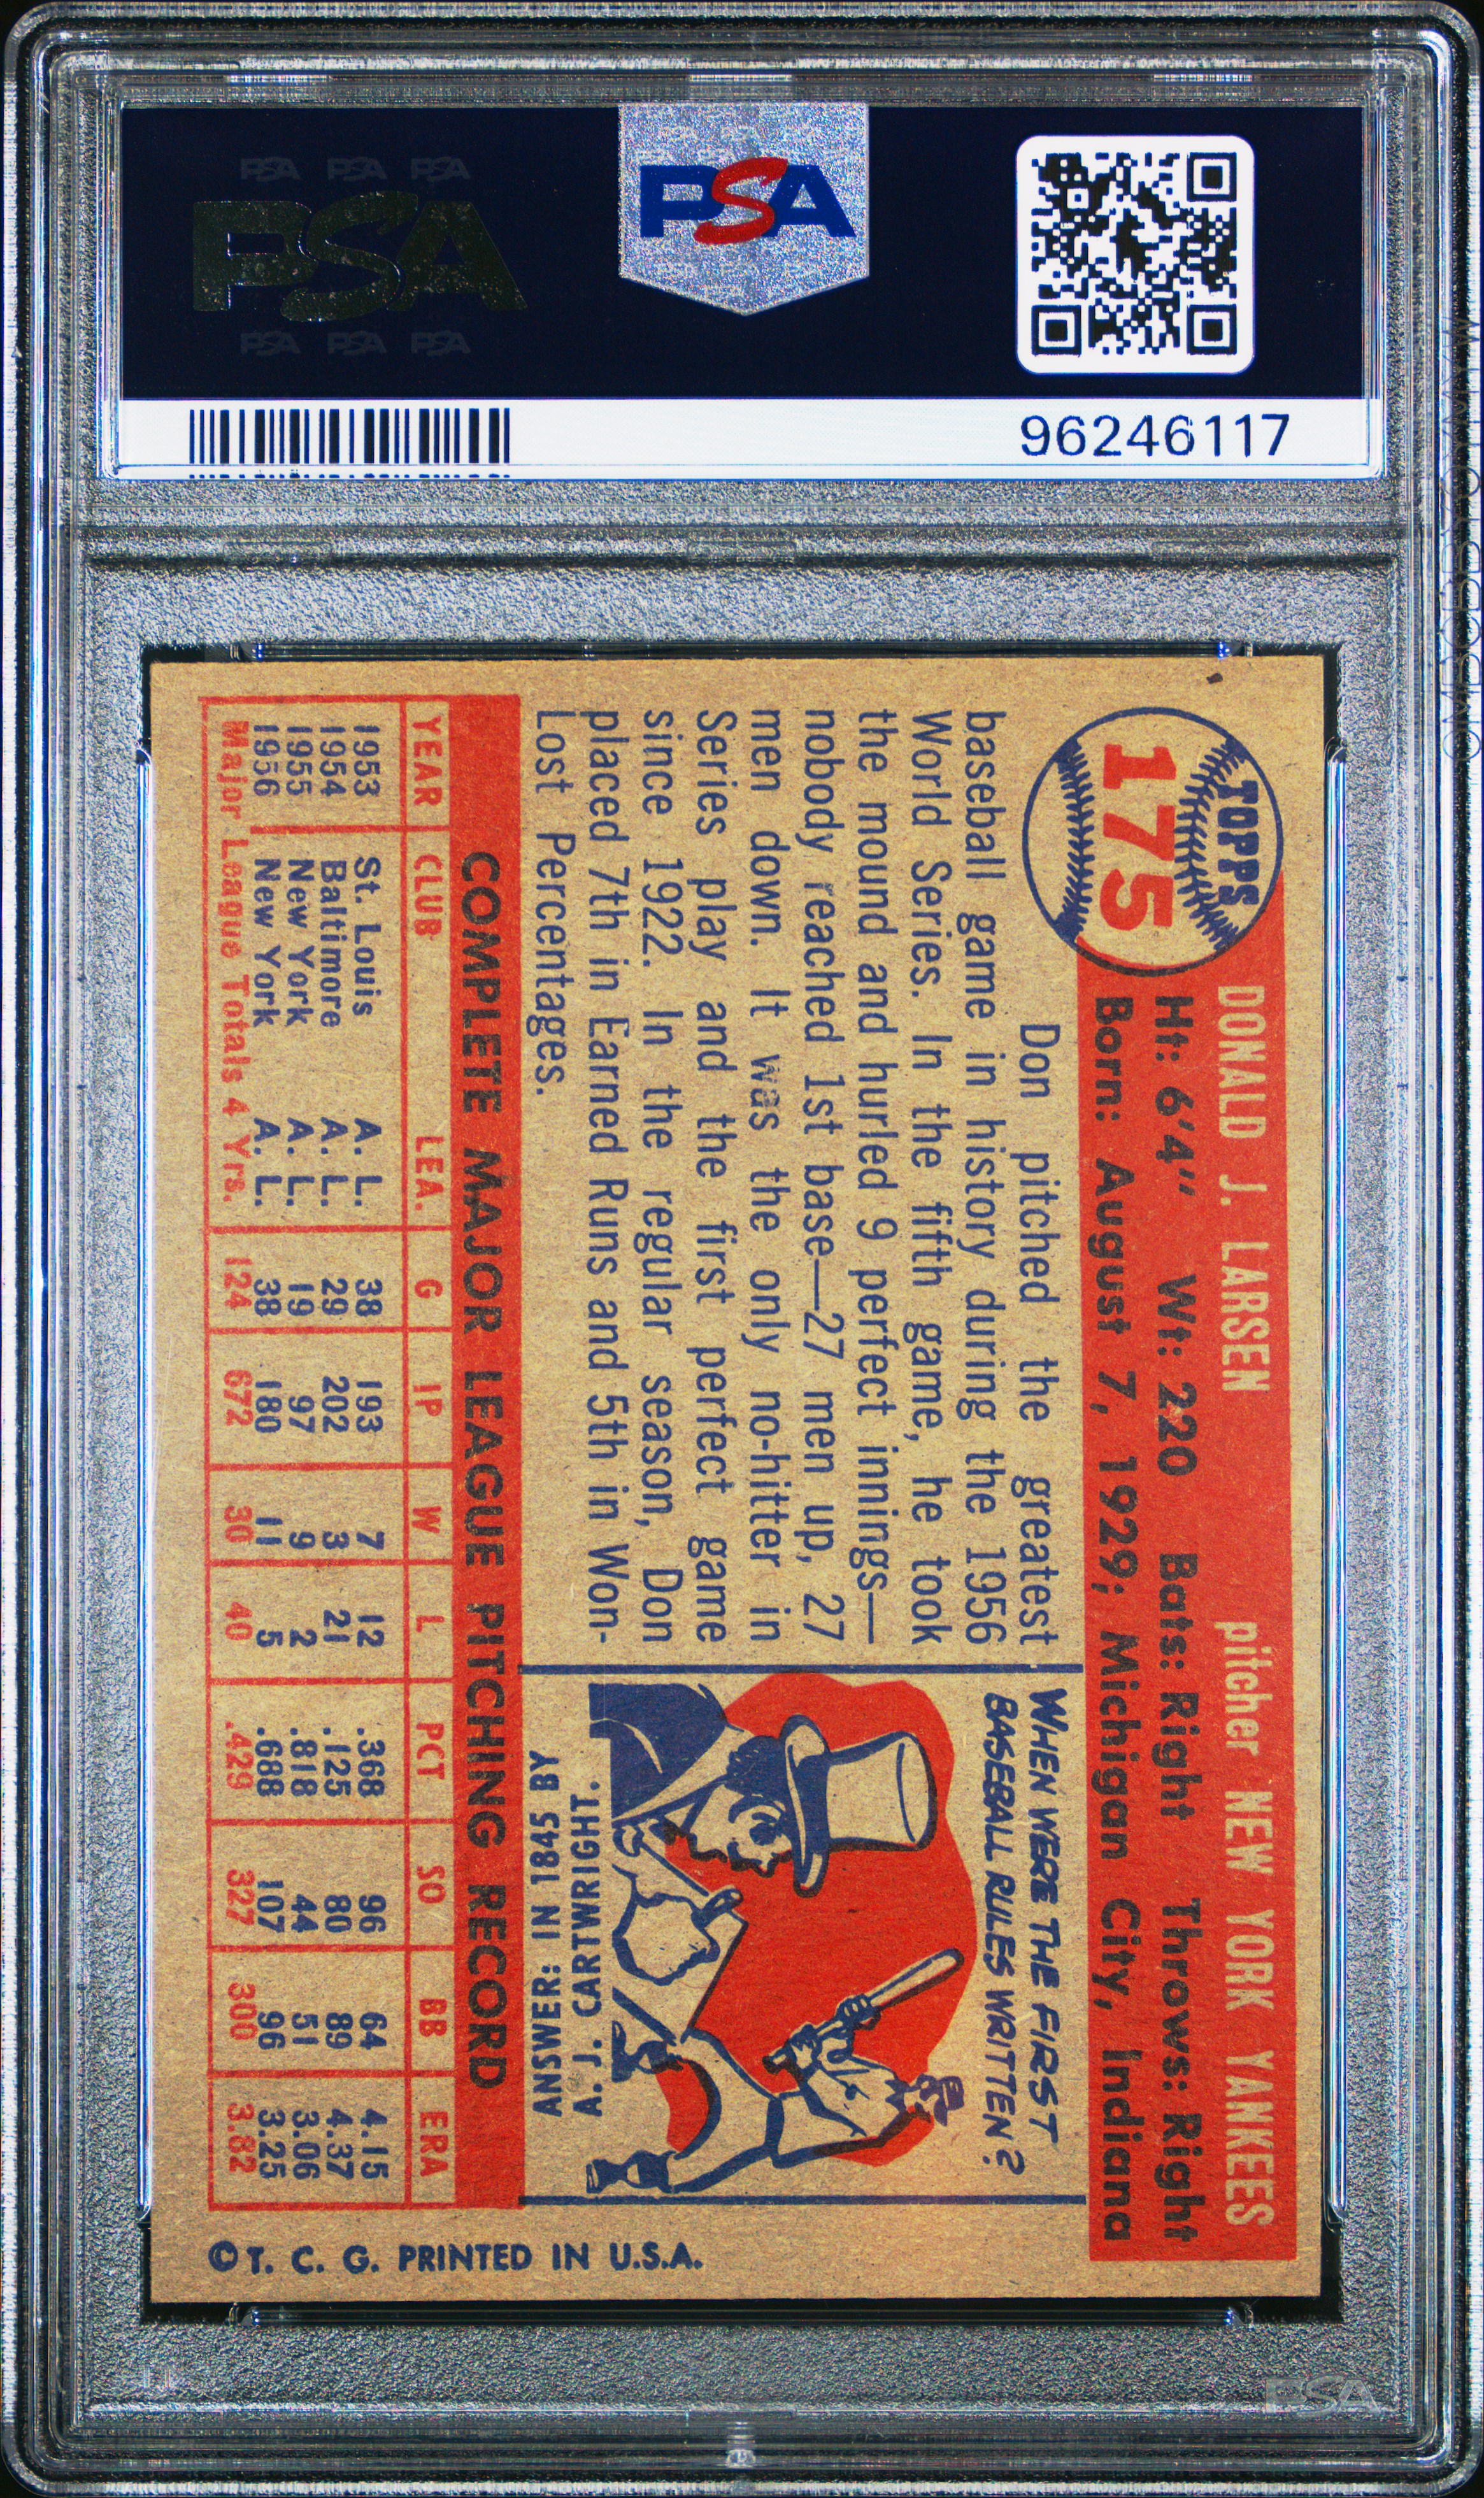 PSA PSA PSA
PSA
PSA PSA PSA
PSA
96246117
TOPPS
175
DONALD J. LARSEN pitcher NEW YORK YANKEES
Ht: 6'4" Wt: 220 Bats: Right Throws: Right
Born: August 7, 1929; Michigan City, Indiana
Don pitched the greatest
baseball game in history during the 1956
World Series. In the fifth game, he took
the mound and hurled 9 perfect innings—
nobody reached 1st base—27 men up, 27
men down. It was the only no-hitter in
Series play and the first perfect game
since 1922. In the regular season, Don
placed 7th in Earned Runs and 5th in Won-
Lost Percentages.
WHEN WERE THE FIRST
BASEBALL RULES WRITTEN?
ANSWER: IN 1845 BY
A. J. CARTWRIGHT.
COMPLETE MAJOR LEAGUE PITCHING RECORD
YEAR CLUB LEA. G IP W L PCT SO BB ERA
1953 St. Louis A. L. 38 193 7 12 .368 96 64 4.15
1954 Baltimore A. L. 29 202 3 21 .125 80 89 4.37
1955 New York A. L. 19 97 9 2 .818 44 51 3.06
1956 New York A. L. 38 180 11 5 .688 107 96 3.25
Major League Totals 4 Yrs. 124 672 30 40 .429 327 300 3.82
© T. C. G. PRINTED IN U.S.A.
PSA